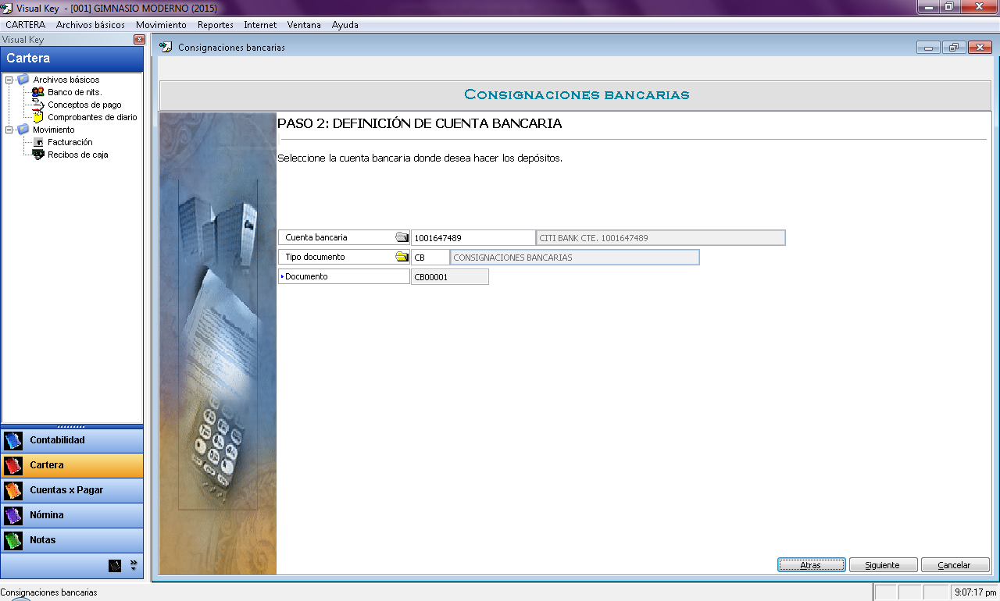 Visual Key - [001] GIMNASIO MODERNO (2015)
CARTERA Archivos básicos Movimiento Reportes Internet Ventana Ayuda
Visual Key
Cartera
Archivos básicos
Banco de nits.
Conceptos de pago
Comprobantes de diario
Movimiento
Facturación
Recibos de caja
Contabilidad
Cartera
Cuentas x Pagar
Nómina
Notas
Consignaciones bancarias
CONSIGNACIONES BANCARIAS
PASO 2: DEFINICIÓN DE CUENTA BANCARIA
Seleccione la cuenta bancaria donde desea hacer los depósitos.
Cuenta bancaria 1001647489 CITI BANK CTE. 1001647489
Tipo documento CB CONSIGNACIONES BANCARIAS
Documento CB00001
Atras Siguiente Cancelar
Consignaciones bancarias 9:07:17 pm